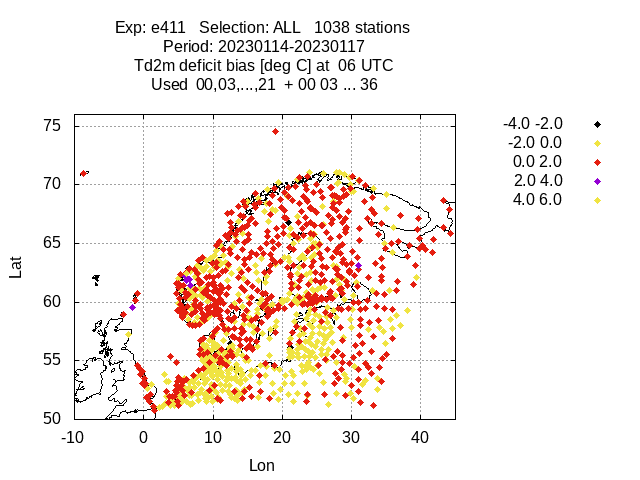 Exp: e411 Selection: ALL 1038 stations
Period: 20230114-20230117
Td2m deficit bias [deg C] at 06 UTC
Used 00,03,...,21 + 00 03 ... 36
-4.0 -2.0
-2.0 0.0
0.0 2.0
2.0 4.0
4.0 6.0
Lat
75
70
65
60
55
50
-10 0 10 20 30 40
Lon